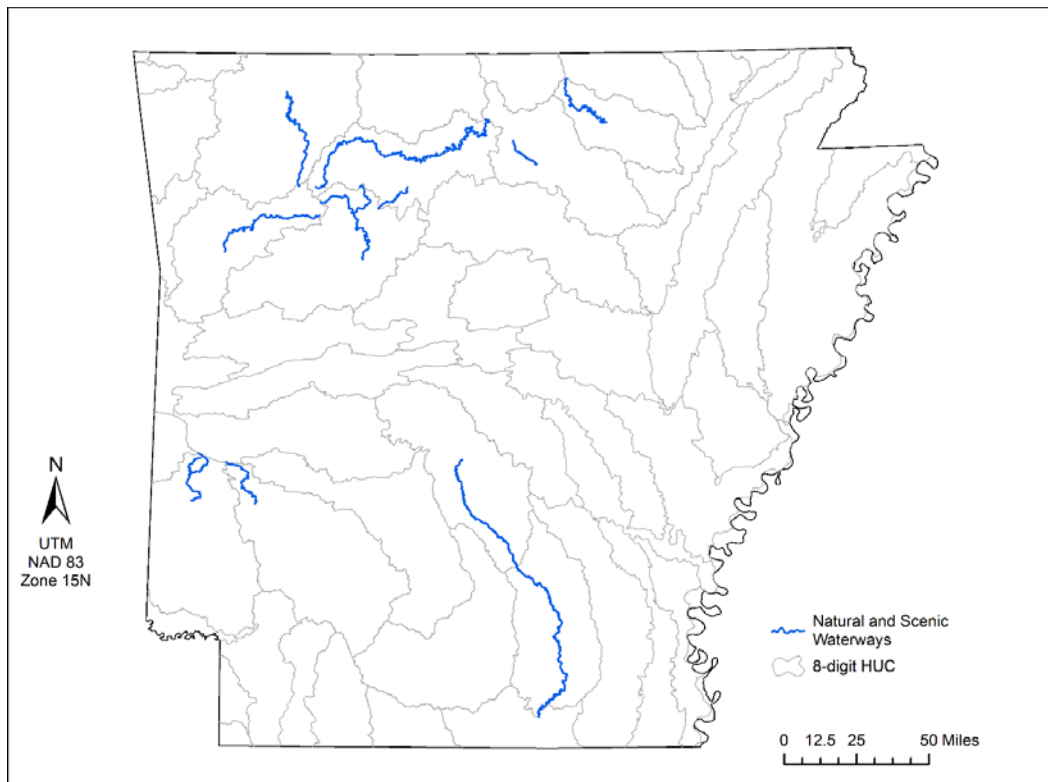 N
UTM
NAD 83
Zone 15N
Natural and Scenic
Waterways
8-digit HUC
0 12.5 25 50 Miles